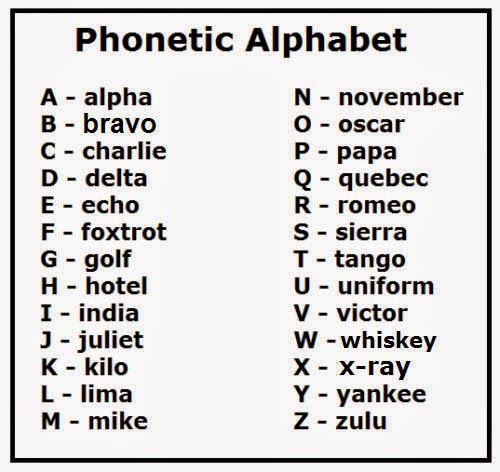 Phonetic Alphabet
A - alpha
B - bravo
C - charlie
D - delta
E - echo
F - foxtrot
G - golf
H - hotel
I - india
J - juliet
K - kilo
L - lima
M - mike
N - november
O - oscar
P - papa
Q - quebec
R - romeo
S - sierra
T - tango
U - uniform
V - victor
W - whiskey
X - x-ray
Y - yankee
Z - zulu